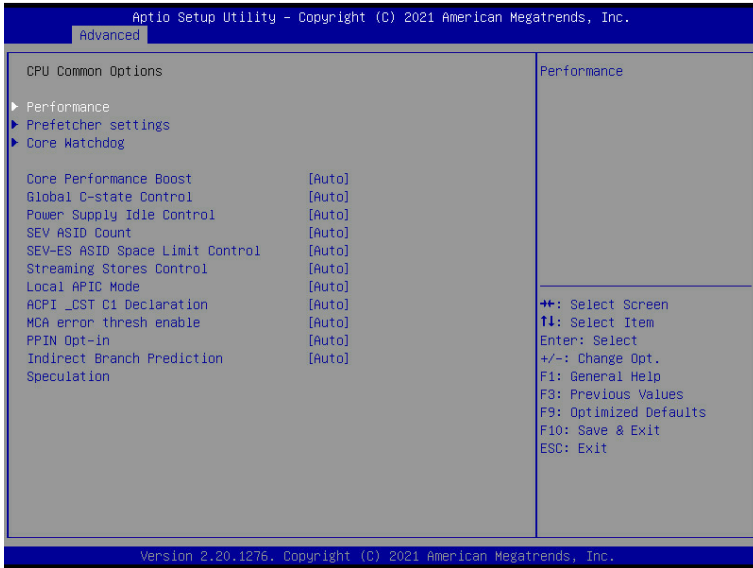 Aptio Setup Utility – Copyright (C) 2021 American Megatrends, Inc.
Advanced
CPU Common Options
Performance
Prefetcher settings
Core Watchdog
Core Performance Boost [Auto]
Global C-state Control [Auto]
Power Supply Idle Control [Auto]
SEV ASID Count [Auto]
SEV-ES ASID Space Limit Control [Auto]
Streaming Stores Control [Auto]
Local APIC Mode [Auto]
ACPI _CST C1 Declaration [Auto]
MCA error thresh enable [Auto]
PPIN Opt-in [Auto]
Indirect Branch Prediction [Auto]
Speculation
Performance
→←: Select Screen
↑↓: Select Item
Enter: Select
+/-: Change Opt.
F1: General Help
F3: Previous Values
F9: Optimized Defaults
F10: Save & Exit
ESC: Exit
Version 2.20.1276. Copyright (C) 2021 American Megatrends, Inc.